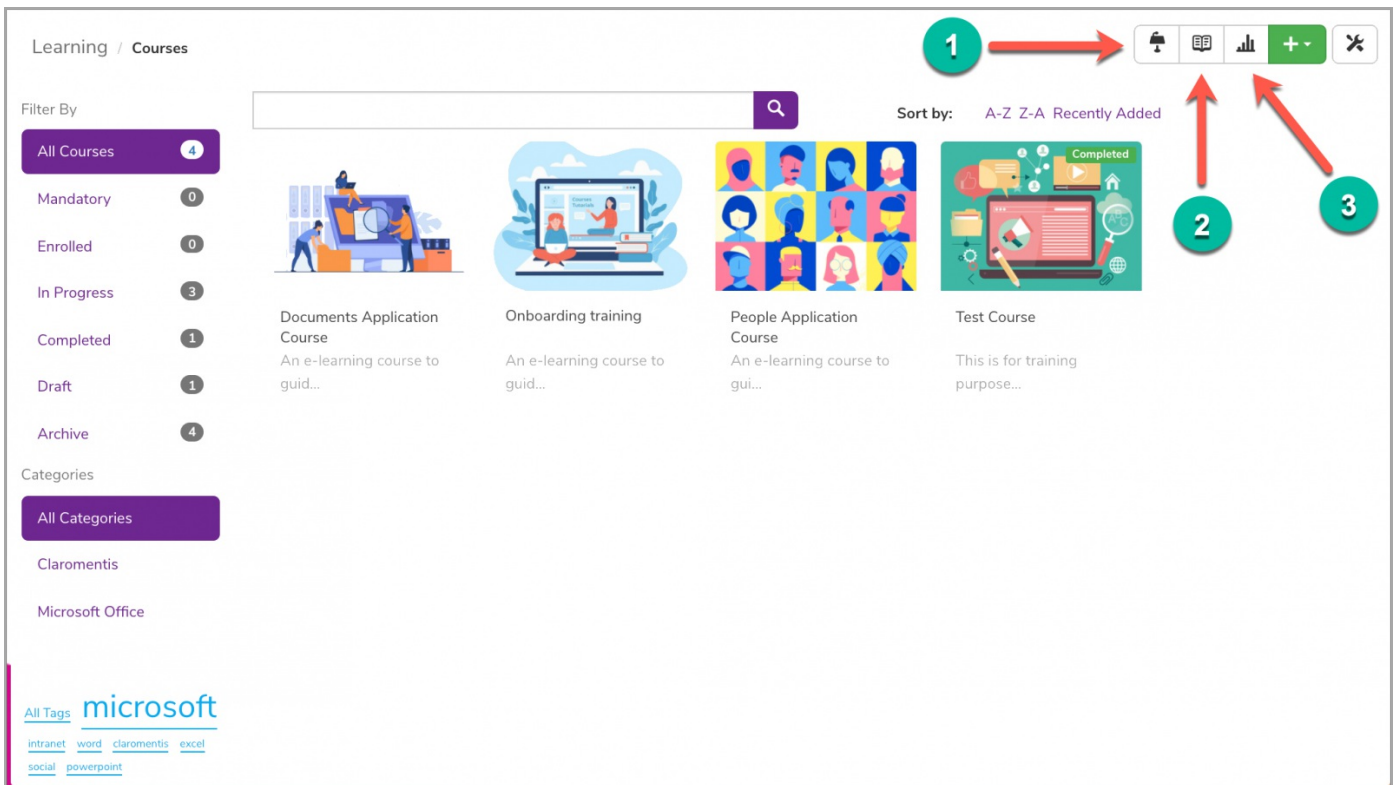 Learning / Courses
1
2
3
Filter By
All Courses 4
Mandatory 0
Enrolled 0
In Progress 3
Completed 1
Draft 1
Archive 4
Categories
All Categories
Claromentis
Microsoft Office
All Tags microsoft
intranet word claromentis excel
social powerpoint
Sort by: A-Z Z-A Recently Added
Documents Application
Course
An e-learning course to
guid...
Courses
Tutorials
Onboarding training
An e-learning course to
guid...
People Application
Course
An e-learning course to
gui...
Completed
Test Course
This is for training
purpose...